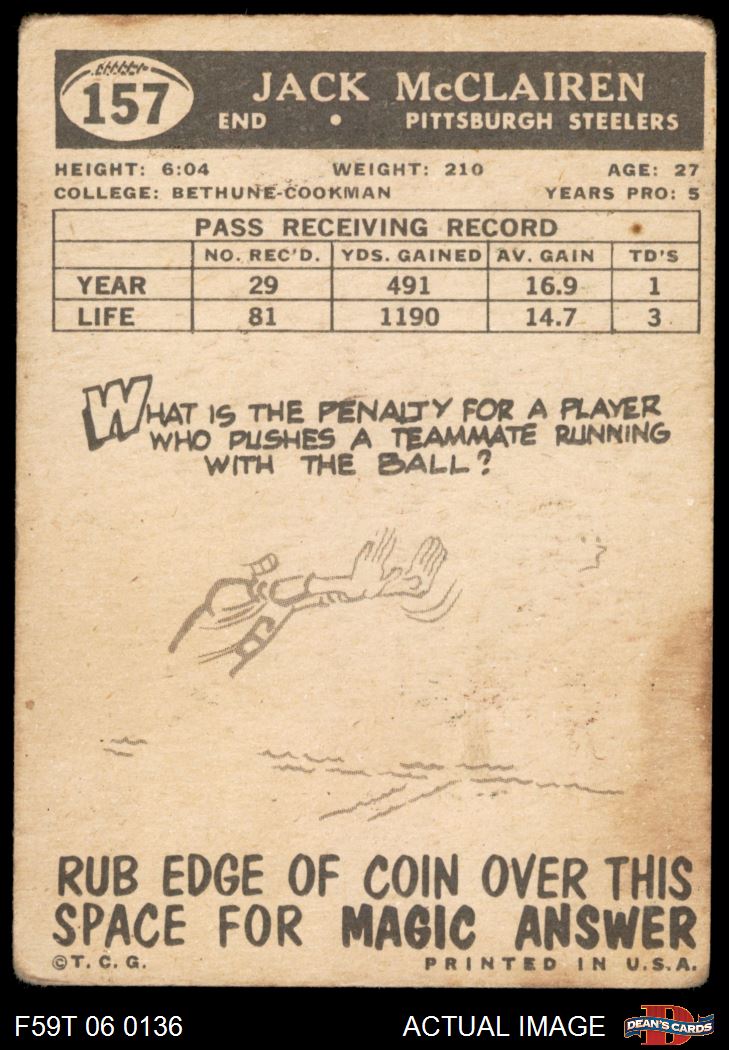 157
JACK McCLAIREN
END • PITTSBURGH STEELERS
HEIGHT: 6:04 WEIGHT: 210 AGE: 27
COLLEGE: BETHUNE-COOKMAN YEARS PRO: 5
PASS RECEIVING RECORD
NO. REC'D. YDS. GAINED AV. GAIN TD'S
YEAR 29 491 16.9 1
LIFE 81 1190 14.7 3
WHAT IS THE PENALTY FOR A PLAYER
WHO PUSHES A TEAMMATE RUNNING
WITH THE BALL?
RUB EDGE OF COIN OVER THIS
SPACE FOR MAGIC ANSWER
©T.C.G. PRINTED IN U.S.A.
F59T 06 0136 ACTUAL IMAGE DEAN'S CARDS